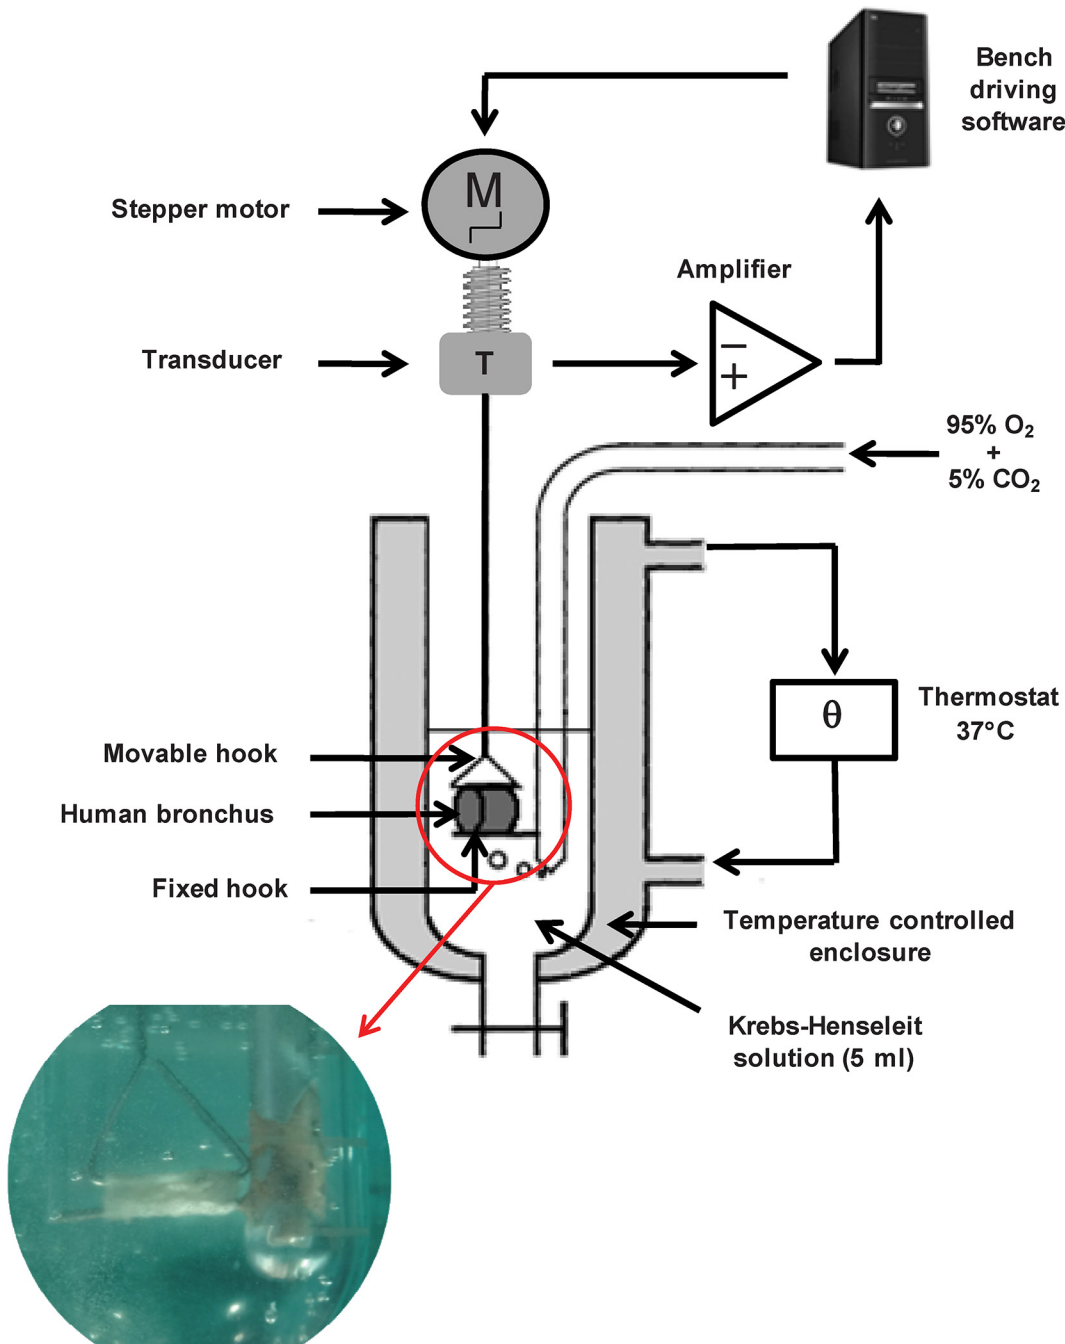 Bench
driving
software
M
Stepper motor
Amplifier
Transducer
T
−
+
95% O₂
+
5% CO₂
θ
Thermostat
37°C
Movable hook
Human bronchus
Fixed hook
Temperature controlled
enclosure
Krebs-Henseleit
solution (5 ml)